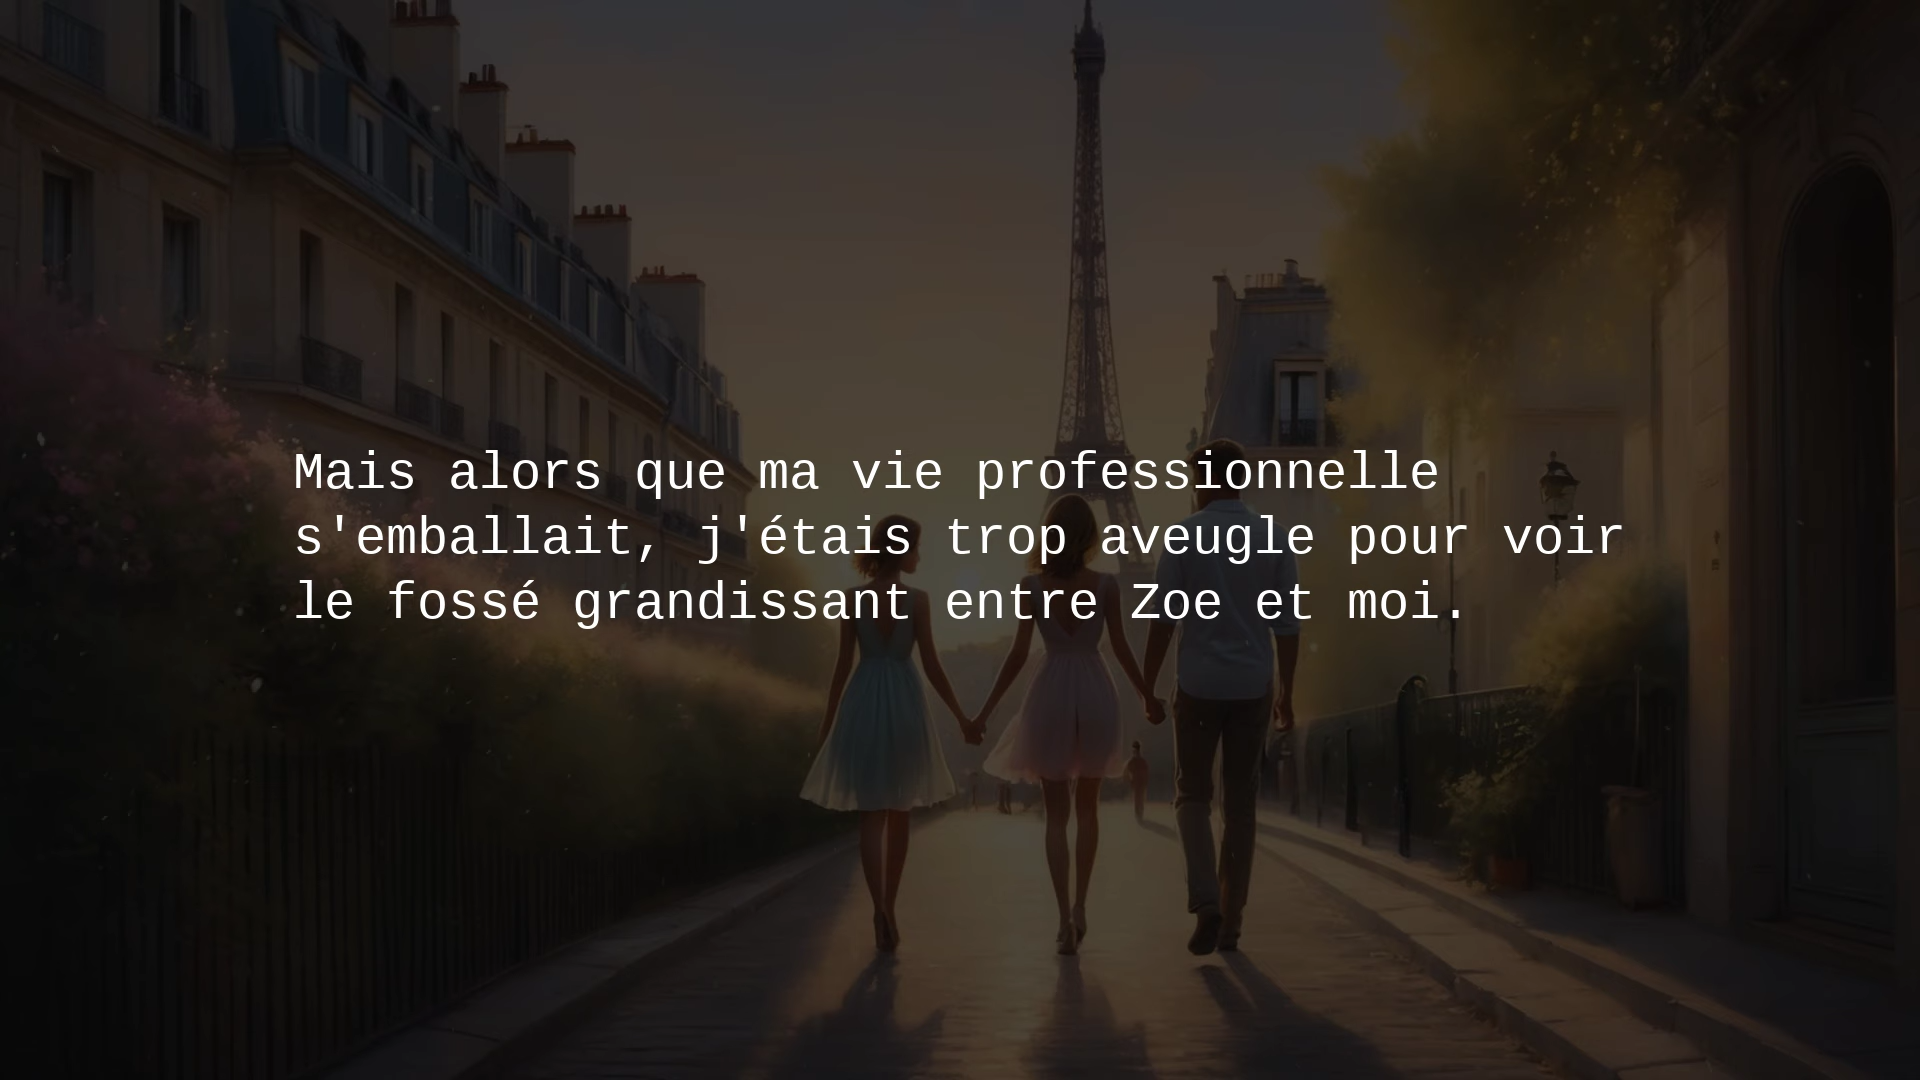 Mais alors que ma vie professionnelle
s'emballait, j'étais trop aveugle pour voir
le fossé grandissant entre Zoe et moi.